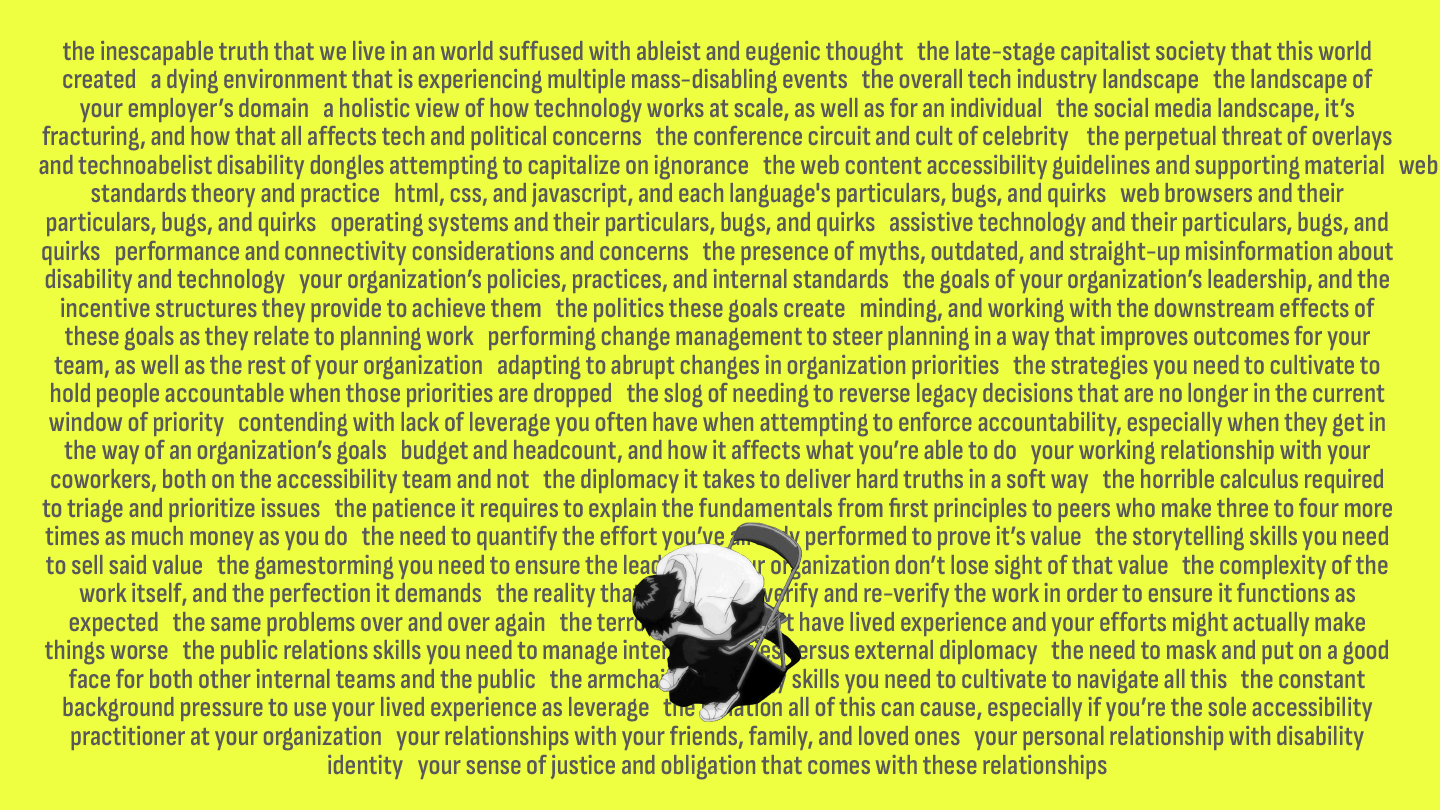 the inescapable truth that we live in an world suffused with ableist and eugenic thought the late-stage capitalist society that this world
created a dying environment that is experiencing multiple mass-disabling events the overall tech industry landscape the landscape of
your employer’s domain a holistic view of how technology works at scale, as well as for an individual the social media landscape, it’s
fracturing, and how that all affects tech and political concerns the conference circuit and cult of celebrity the perpetual threat of overlays
and technoabelist disability dongles attempting to capitalize on ignorance the web content accessibility guidelines and supporting material web
standards theory and practice html, css, and javascript, and each language's particulars, bugs, and quirks web browsers and their
particulars, bugs, and quirks operating systems and their particulars, bugs, and quirks assistive technology and their particulars, bugs, and
quirks performance and connectivity considerations and concerns the presence of myths, outdated, and straight-up misinformation about
disability and technology your organization’s policies, practices, and internal standards the goals of your organization’s leadership, and the
incentive structures they provide to achieve them the politics these goals create minding, and working with the downstream effects of
these goals as they relate to planning work performing change management to steer planning in a way that improves outcomes for your
team, as well as the rest of your organization adapting to abrupt changes in organization priorities the strategies you need to cultivate to
hold people accountable when those priorities are dropped the slog of needing to reverse legacy decisions that are no longer in the current
window of priority contending with lack of leverage you often have when attempting to enforce accountability, especially when they get in
the way of an organization’s goals budget and headcount, and how it affects what you’re able to do your working relationship with your
coworkers, both on the accessibility team and not the diplomacy it takes to deliver hard truths in a soft way the horrible calculus required
to triage and prioritize issues the patience it requires to explain the fundamentals from first principles to peers who make three to four more
times as much money as you do the need to quantify the effort you’ve performed to prove it’s value the storytelling skills you need
to sell said value the gamestorming you need to ensure the organization don’t lose sight of that value the complexity of the
work itself, and the perfection it demands the reality verify and re-verify the work in order to ensure it functions as
expected the same problems over and over again the have lived experience and your efforts might actually make
things worse the public relations skills you need to manage versus external diplomacy the need to mask and put on a good
face for both other internal teams and the public the skills you need to cultivate to navigate all this the constant
background pressure to use your lived experience as leverage the all of this can cause, especially if you’re the sole accessibility
practitioner at your organization your relationships with your friends, family, and loved ones your personal relationship with disability
identity your sense of justice and obligation that comes with these relationships